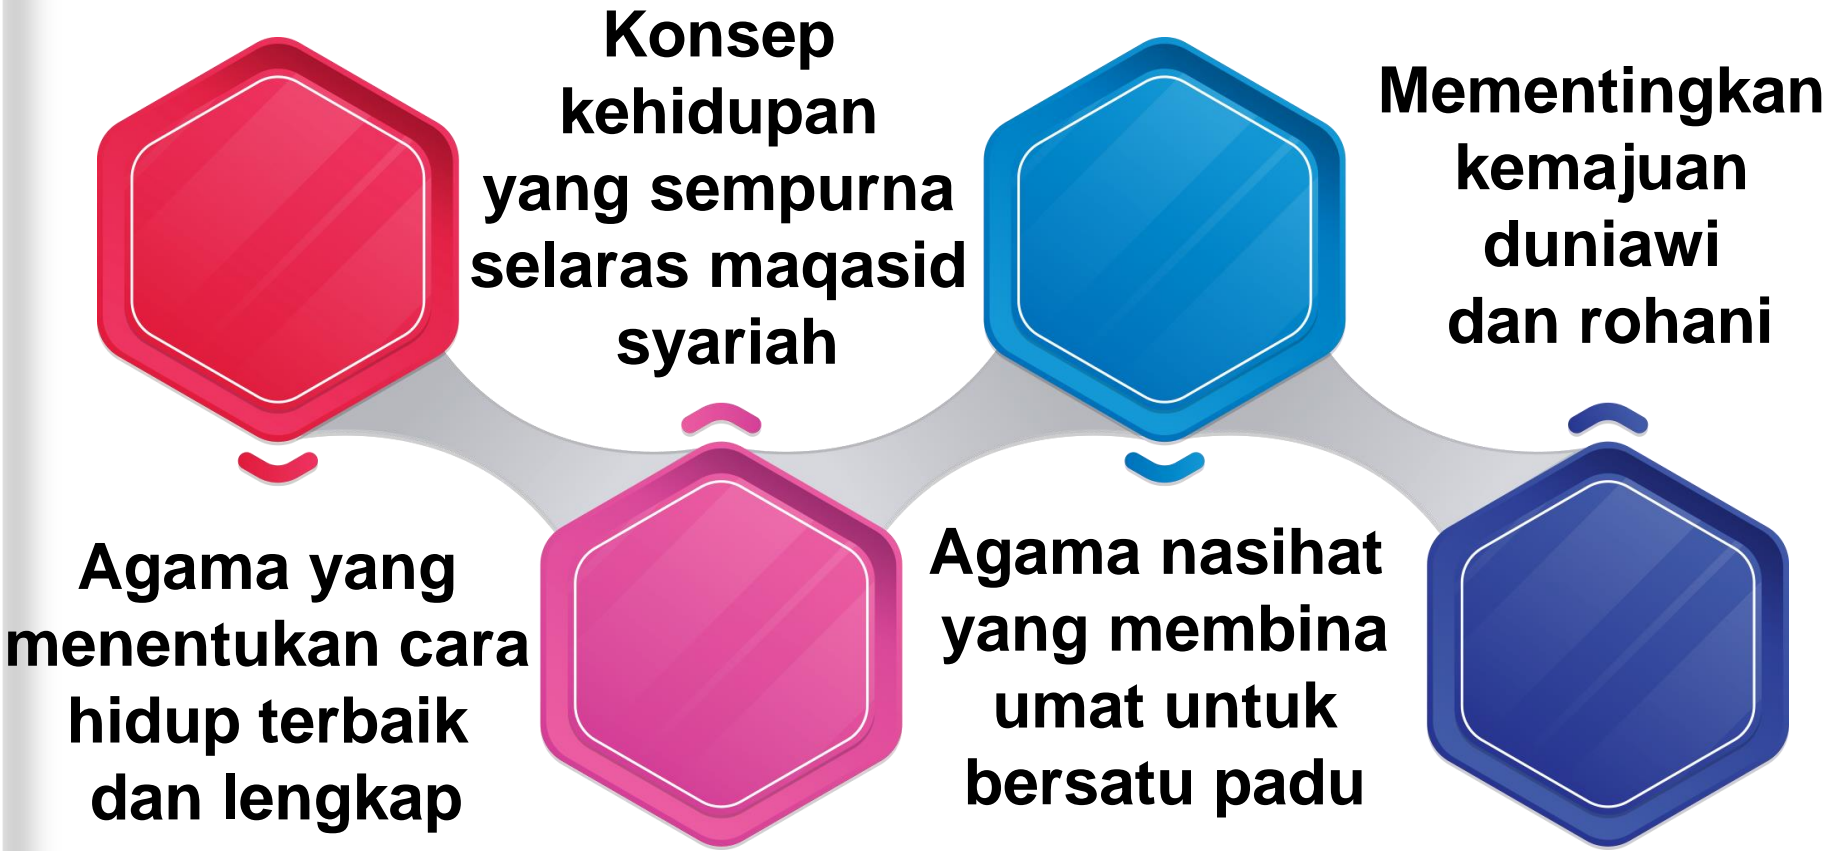 Agama yang
menentukan cara
hidup terbaik
dan lengkap
Konsep
kehidupan
yang sempurna
selaras maqasid
syariah
Agama nasihat
yang membina
umat untuk
bersatu padu
Mementingkan
kemajuan
duniawi
dan rohani